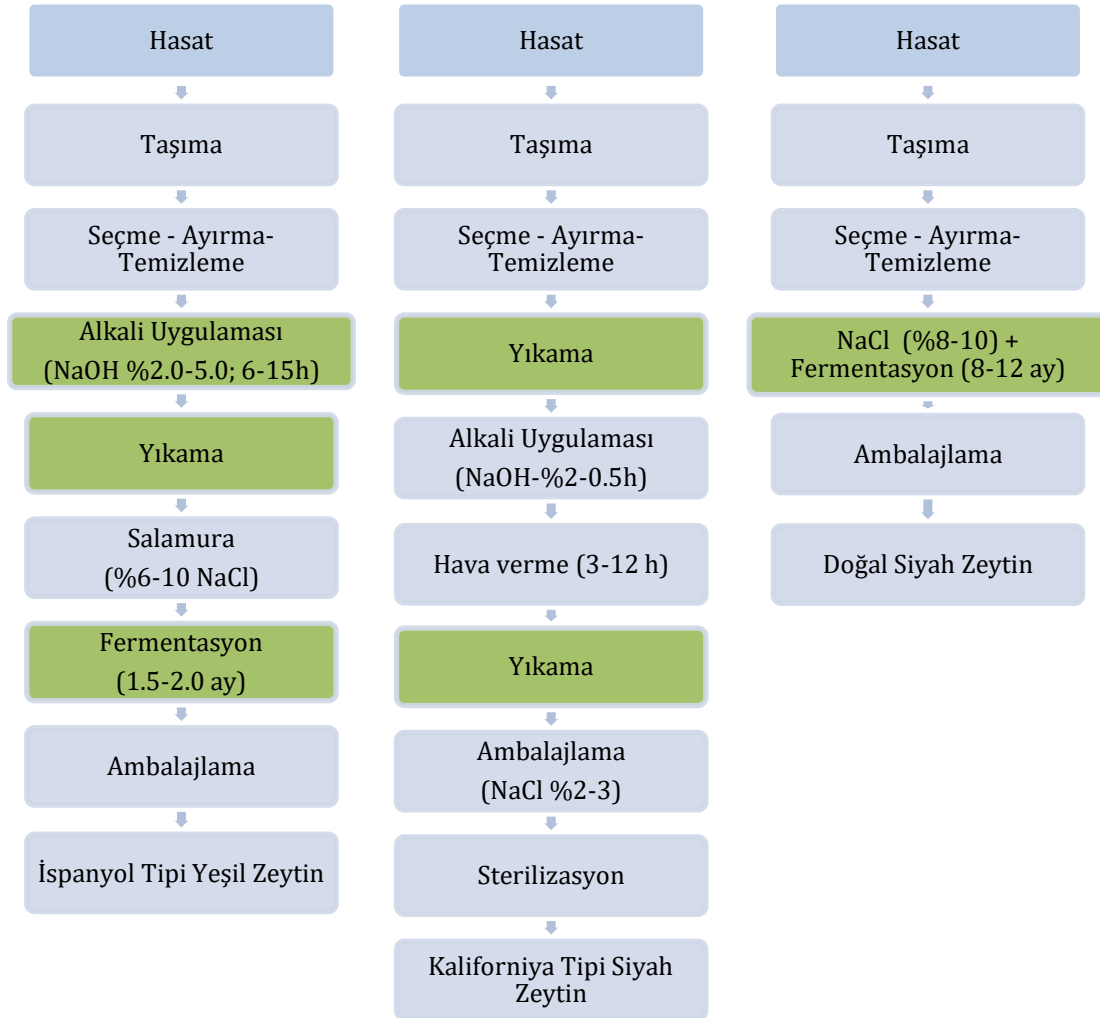 Hasat
Taşıma
Seçme - Ayırma-
Temizleme
Alkali Uygulaması
(NaOH %2.0-5.0; 6-15h)
Yıkama
Salamura
(%6-10 NaCl)
Fermentasyon
(1.5-2.0 ay)
Ambalajlama
İspanyol Tipi Yeşil Zeytin
Hasat
Taşıma
Seçme - Ayırma-
Temizleme
Yıkama
Alkali Uygulaması
(NaOH-%2-0.5h)
Hava verme (3-12 h)
Yıkama
Ambalajlama
(NaCl %2-3)
Sterilizasyon
Kaliforniya Tipi Siyah
Zeytin
Hasat
Taşıma
Seçme - Ayırma-
Temizleme
NaCl (%8-10) +
Fermentasyon (8-12 ay)
Ambalajlama
Doğal Siyah Zeytin